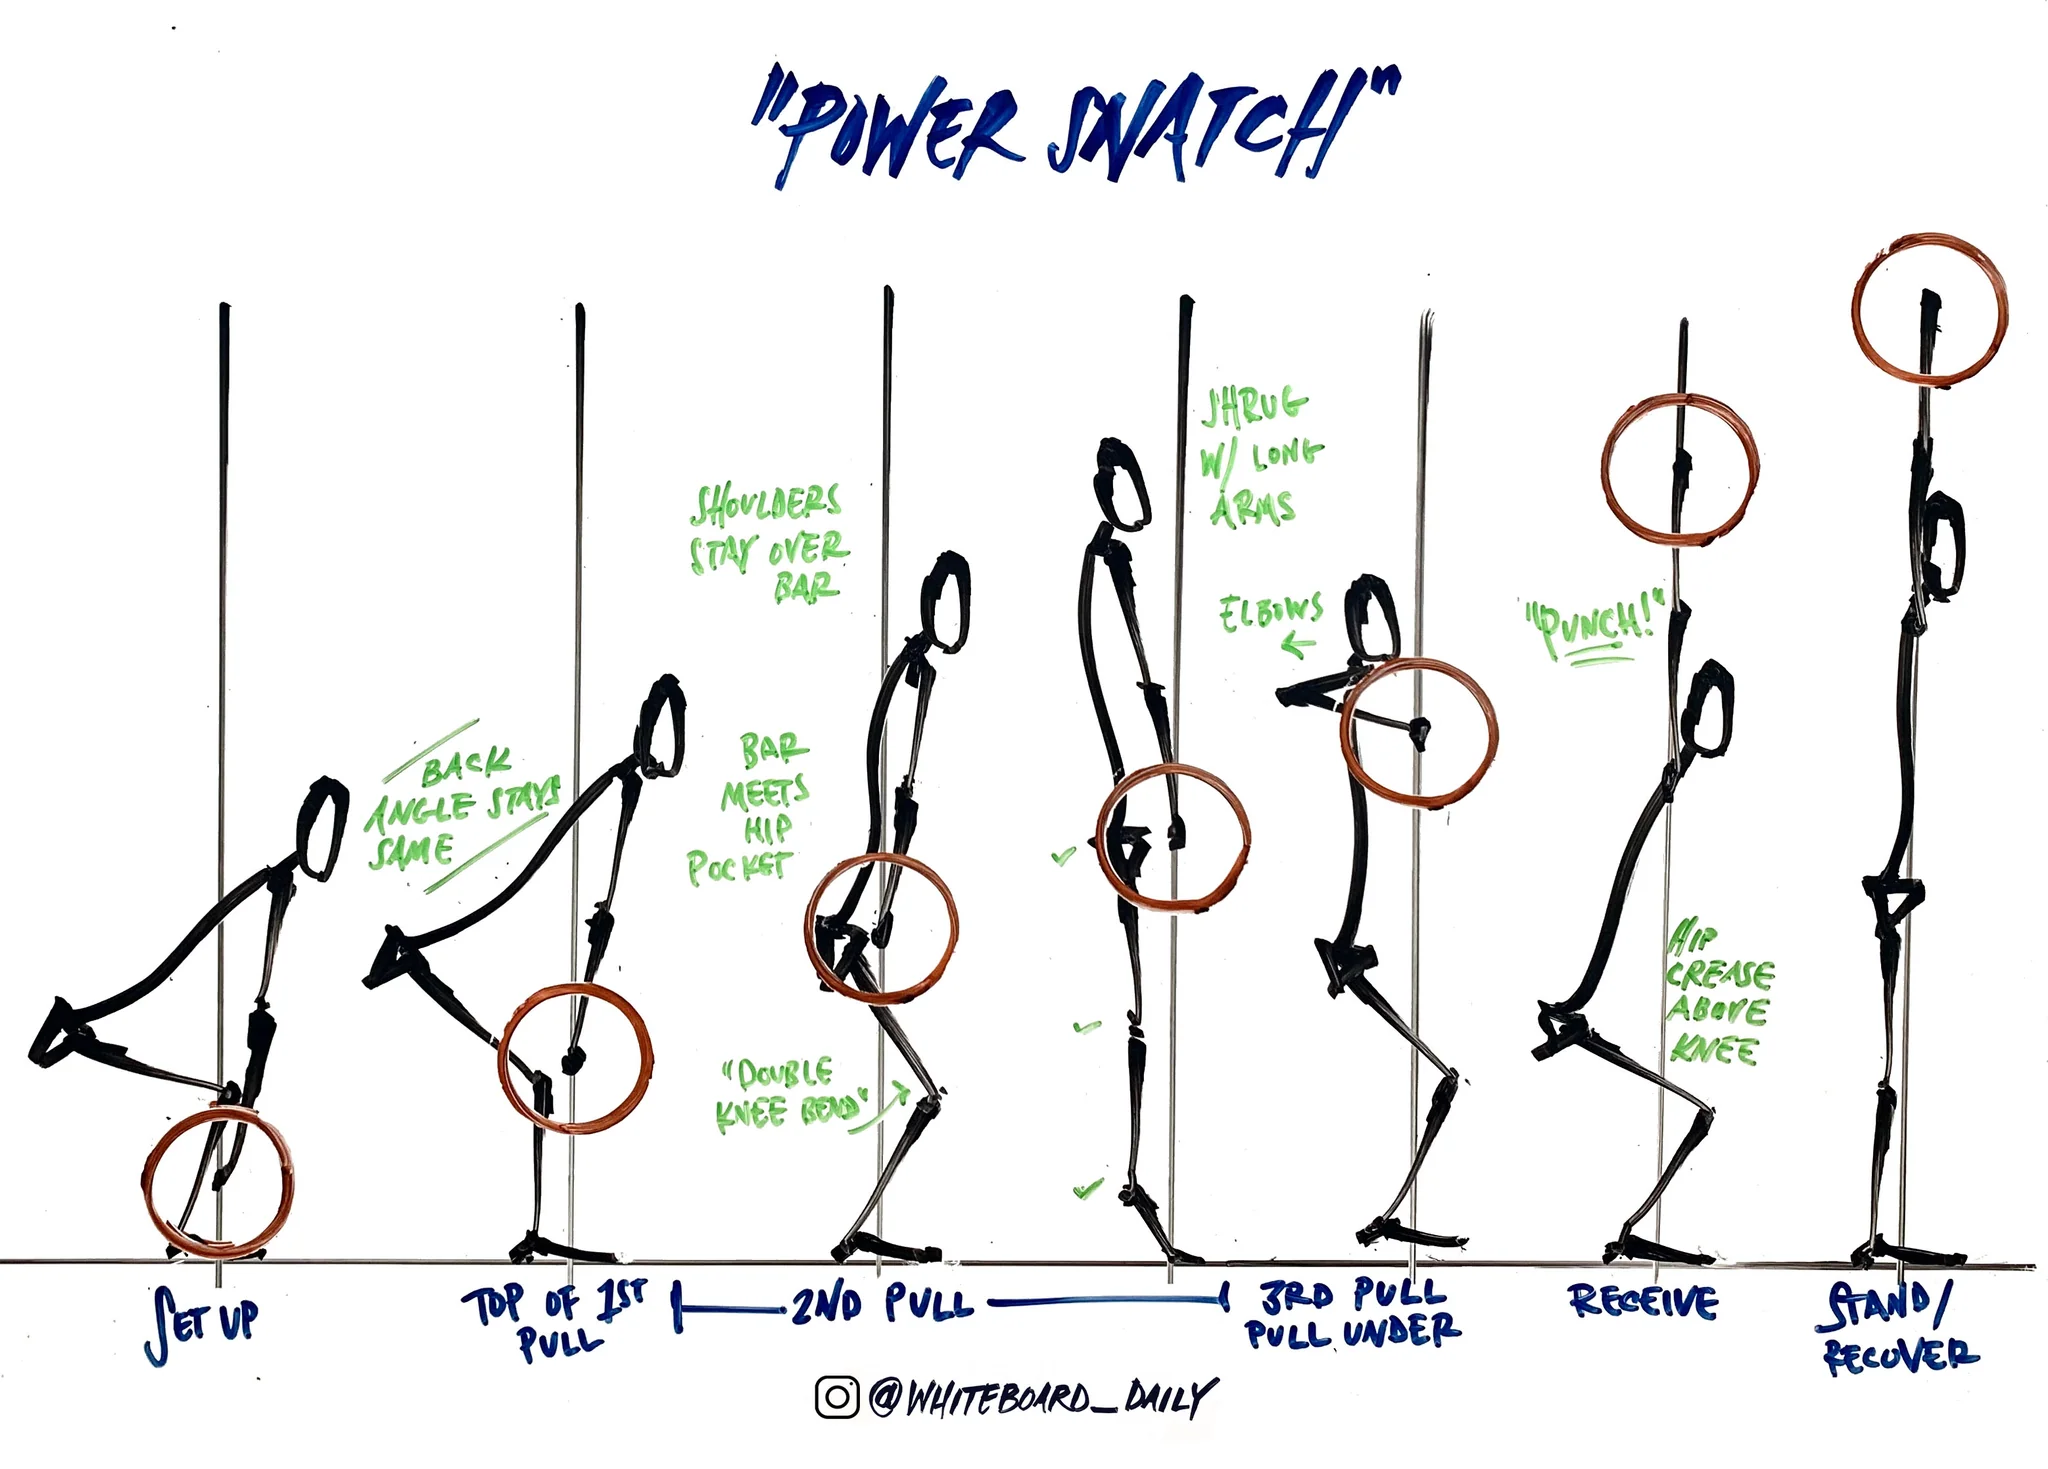 "POWER SNATCH"
SHRUG
W/ LONG
ARMS
SHOULDERS
STAY OVER
BAR
ELBOWS
←
"PUNCH!"
BACK
ANGLE STAYS
SAME
BAR
MEETS
HIP
POCKET
HIP
CREASE
ABOVE
KNEE
"DOUBLE
KNEE BEND"
SET UP
TOP OF 1ST
PULL
2ND PULL
3RD PULL
PULL UNDER
RECEIVE
STAND/
RECOVER
@WHITEBOARD_DAILY